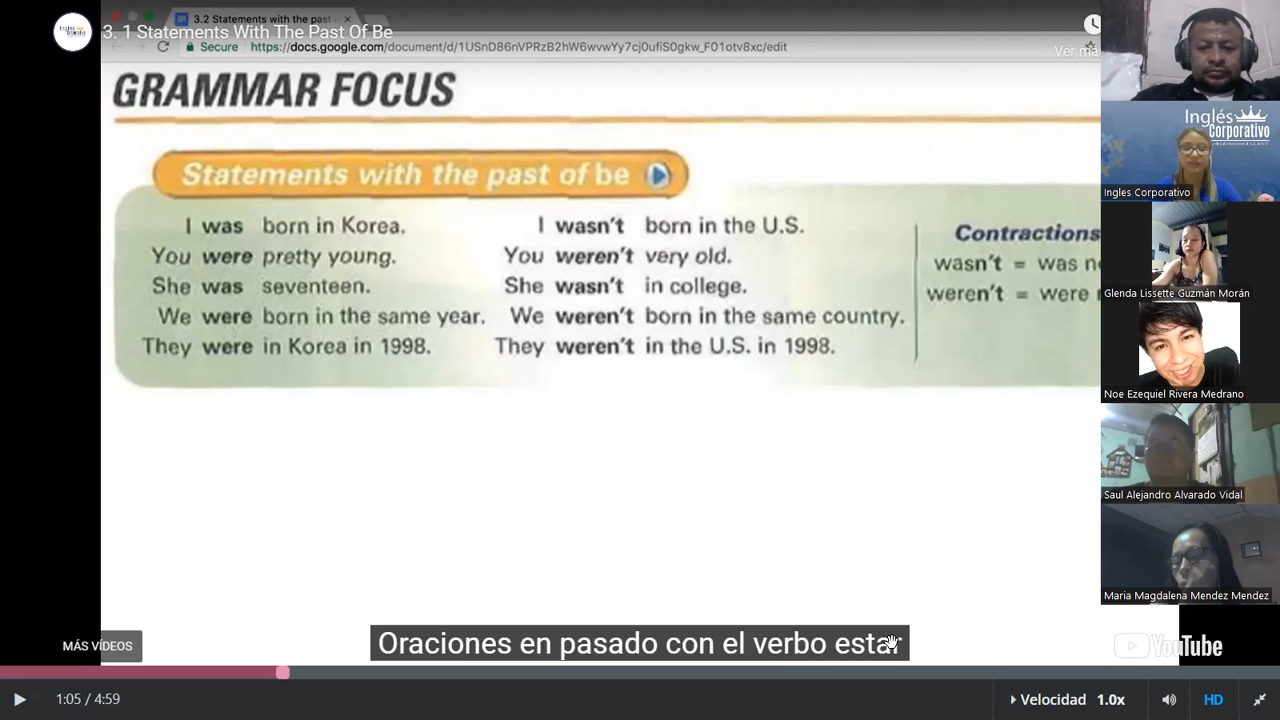 3.2 Statements with the past
3. 1 Statements With The Past Of Be
Secure https://docs.google.com/document/d/1USnD86nVPRzB2hW6wvwYy7cj0ufiS0gkw_F01otv8xc/edit
Ver más
GRAMMAR FOCUS
Statements with the past of be
I was born in Korea.
You were pretty young.
She was seventeen.
We were born in the same year.
They were in Korea in 1998.
I wasn't born in the U.S.
You weren't very old.
She wasn't in college.
We weren't born in the same country.
They weren't in the U.S. in 1998.
Contractions
wasn't = was
weren't = were
Inglés
Corporativo
Ingles Corporativo
Glenda Lissette Guzmán Morán
Noe Ezequiel Rivera Medrano
Saul Alejandro Alvarado Vidal
Maria Magdalena Mendez Mendez
Oraciones en pasado con el verbo estar
MÁS VÍDEOS
YouTube
1:05 / 4:59
Velocidad 1.0x
HD